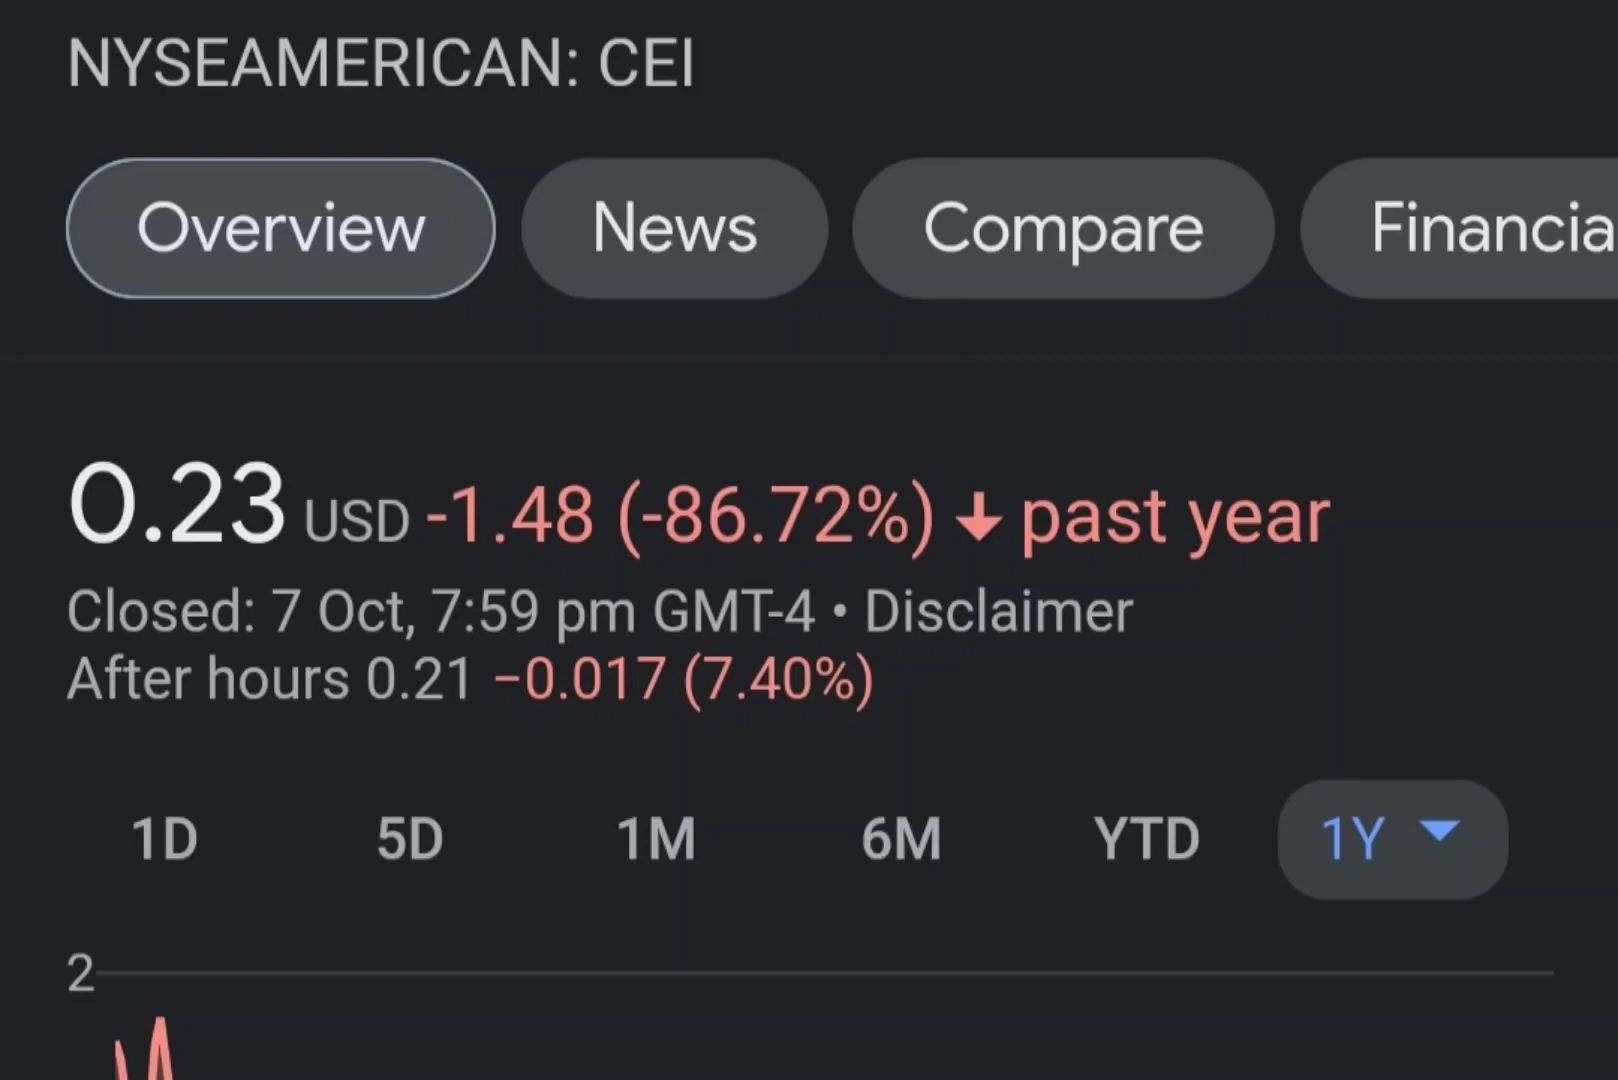 NYSEAMERICAN: CEI
Overview News Compare Financia
0.23 USD -1.48 (-86.72%) ↓ past year
Closed: 7 Oct, 7:59 pm GMT-4 • Disclaimer
After hours 0.21 −0.017 (7.40%)
1D 5D 1M 6M YTD 1Y
2